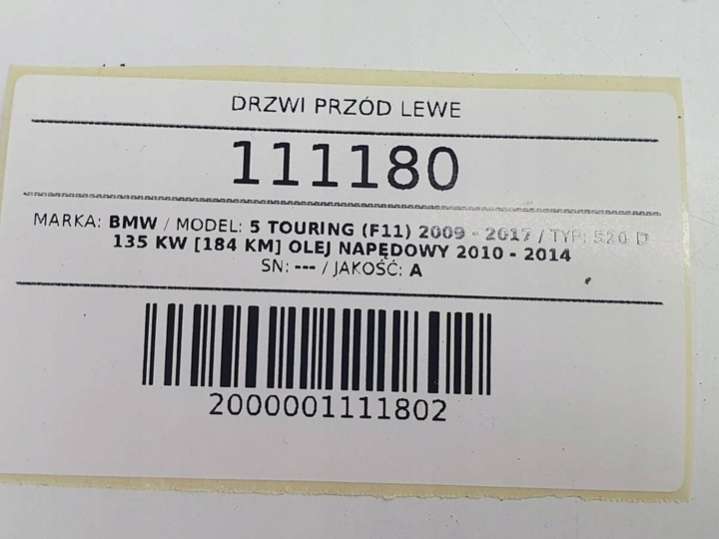 DRZWI PRZÓD LEWE
111180
MARKA: BMW / MODEL: 5 TOURING (F11) 2009 - 2017 / TYP: 520 D
135 KW [184 KM] OLEJ NAPĘDOWY 2010 - 2014
SN: --- / JAKOŚĆ: A
2000001111802